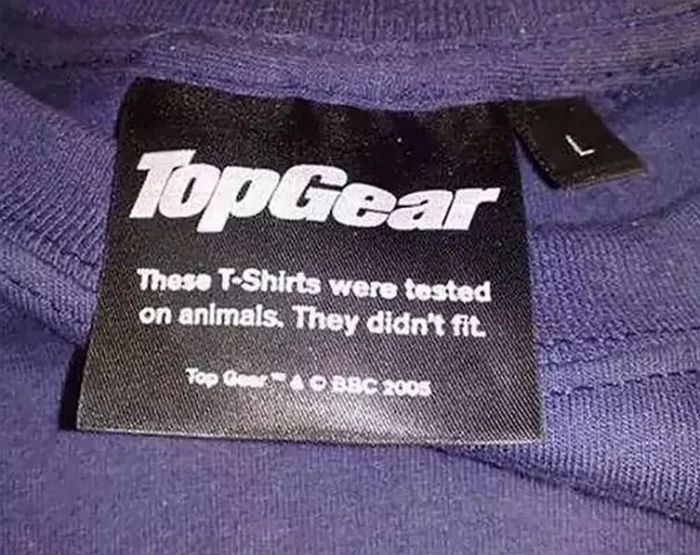 TopGear
L
These T-Shirts were tested
on animals. They didn't fit.
Top Gear™ & © BBC 2005